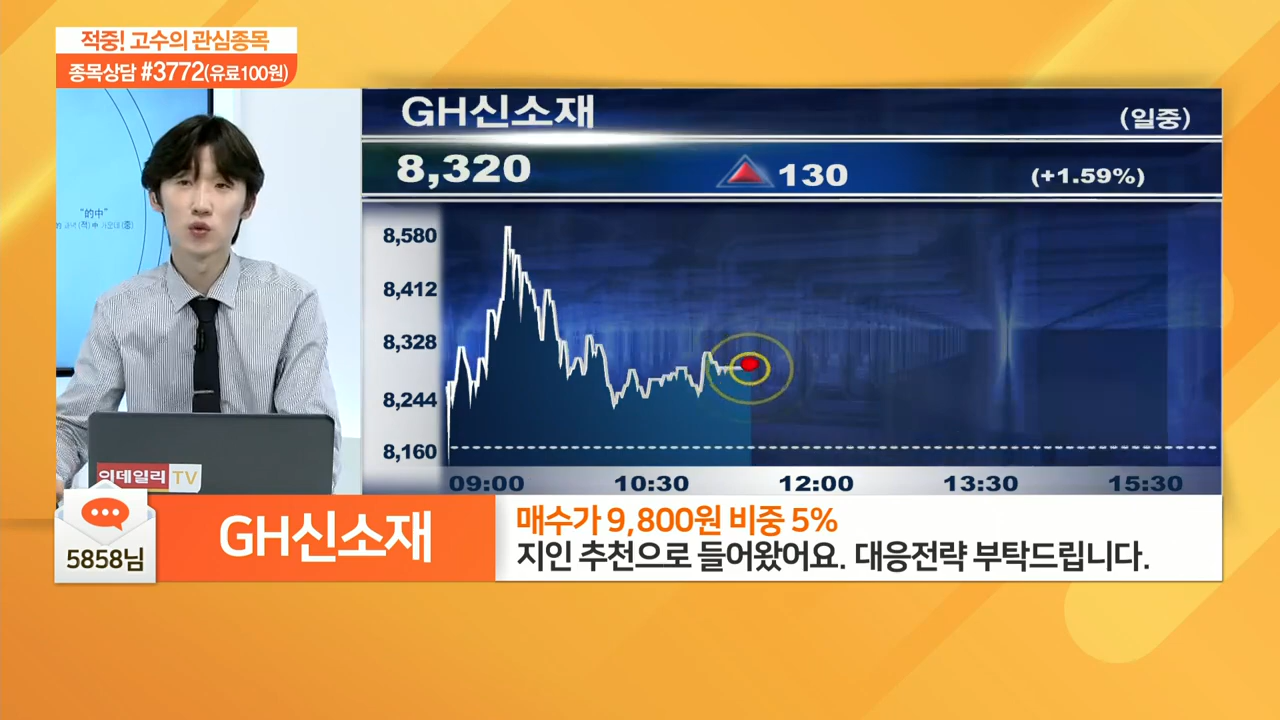 적중! 고수의 관심종목
종목상담 #3772(유료100원)
"的中"
GH신소재
(일중)
8,320
130
(+1.59%)
8,580
8,412
8,328
8,244
8,160
09:00
10:30
12:00
13:30
15:30
이데일리 TV
5858님
GH신소재
매수가 9,800원 비중 5%
지인 추천으로 들어왔어요. 대응전략 부탁드립니다.